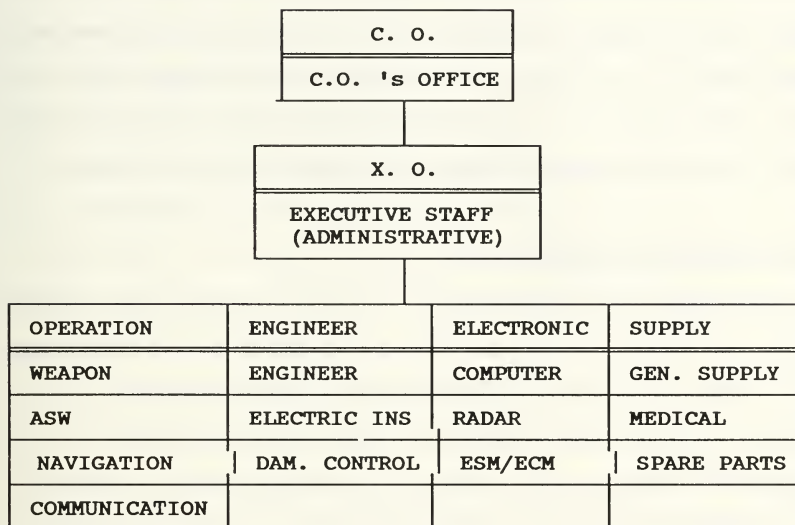 C. O.
C.O. 's OFFICE
X. O.
EXECUTIVE STAFF
(ADMINISTRATIVE)
OPERATION ENGINEER ELECTRONIC SUPPLY
WEAPON ENGINEER COMPUTER GEN. SUPPLY
ASW ELECTRIC INS RADAR MEDICAL
NAVIGATION DAM. CONTROL ESM/ECM SPARE PARTS
COMMUNICATION